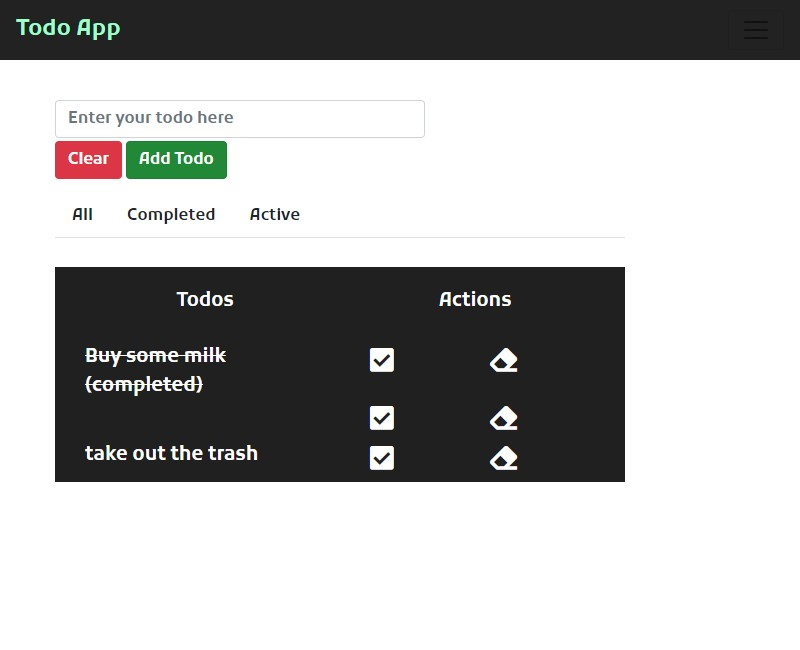 Todo App
Enter your todo here
Clear Add Todo
All Completed Active
Todos Actions
Buy some milk
(completed)
take out the trash